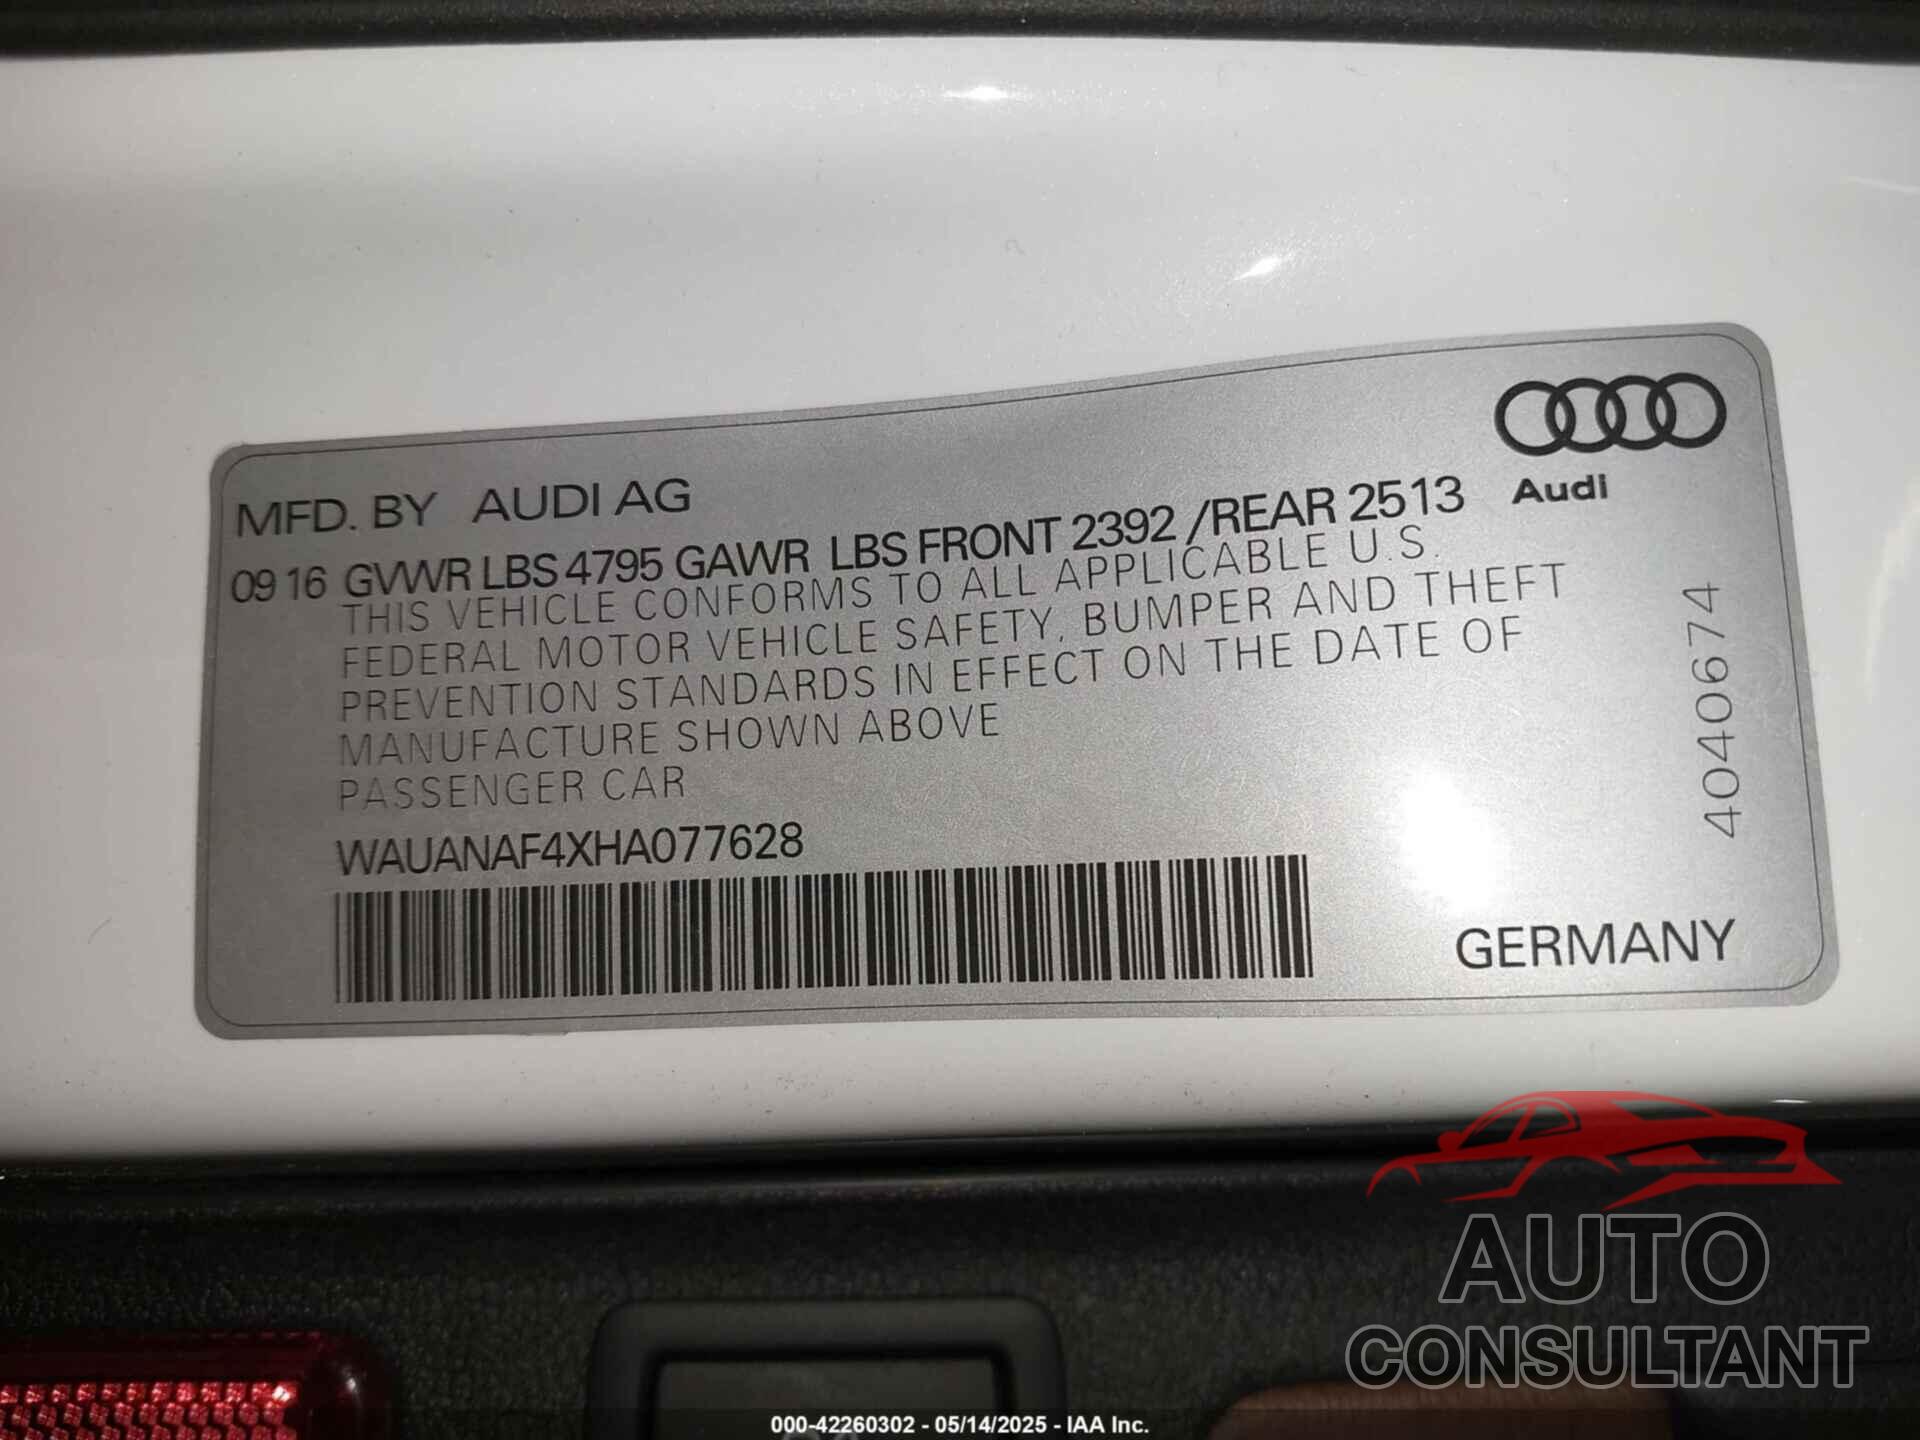 MFD. BY AUDI AG
Audi
09 16 GVWR LBS 4795 GAWR LBS FRONT 2392 /REAR 2513
THIS VEHICLE CONFORMS TO ALL APPLICABLE U.S.
FEDERAL MOTOR VEHICLE SAFETY, BUMPER AND THEFT
PREVENTION STANDARDS IN EFFECT ON THE DATE OF
MANUFACTURE SHOWN ABOVE
PASSENGER CAR
WAUANAF4XHA077628
4040674
GERMANY
AUTO
CONSULTANT
000-42260302 - 05/14/2025 - IAA Inc.